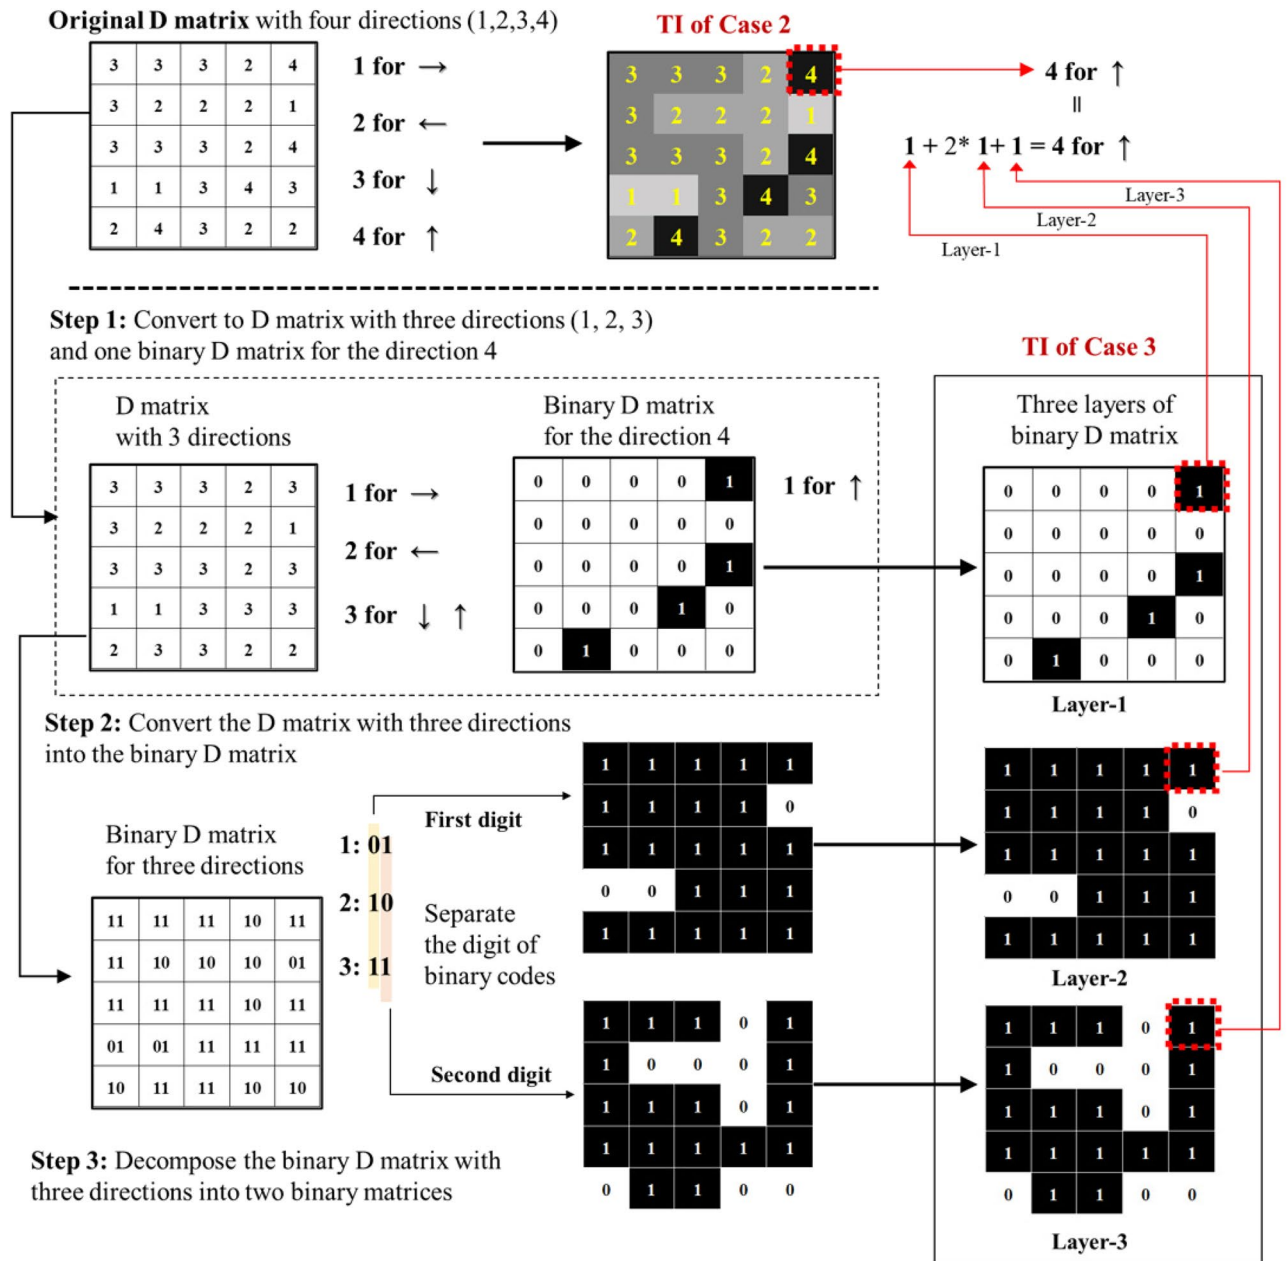 Original D matrix with four directions (1,2,3,4)
3 3 3 2 4
3 2 2 2 1
3 3 3 2 4
1 1 3 4 3
2 4 3 2 2
1 for →
2 for ←
3 for ↓
4 for ↑
TI of Case 2
3 3 3 2 4
3 2 2 2 1
3 3 3 2 4
1 1 3 4 3
2 4 3 2 2
4 for ↑
=
1 + 2* 1+ 1 = 4 for ↑
Layer-3
Layer-2
Layer-1
Step 1: Convert to D matrix with three directions (1, 2, 3)
and one binary D matrix for the direction 4
D matrix
with 3 directions
3 3 3 2 3
3 2 2 2 1
3 3 3 2 3
1 1 3 3 3
2 3 3 2 2
1 for →
2 for ←
3 for ↓ ↑
Binary D matrix
for the direction 4
0 0 0 0 1
0 0 0 0 0
0 0 0 0 1
0 0 0 1 0
0 1 0 0 0
1 for ↑
TI of Case 3
Three layers of
binary D matrix
0 0 0 0 1
0 0 0 0 0
0 0 0 0 1
0 0 0 1 0
0 1 0 0 0
Layer-1
Step 2: Convert the D matrix with three directions
into the binary D matrix
Binary D matrix
for three directions
11 11 11 10 11
11 10 10 10 01
11 11 11 10 11
01 01 11 11 11
10 11 11 10 10
1: 01
2: 10
3: 11
First digit
Separate
the digit of
binary codes
Second digit
1 1 1 1 1
1 1 1 1 0
1 1 1 1 1
0 0 1 1 1
1 1 1 1 1
1 1 1 0 1
1 0 0 0 1
1 1 1 0 1
1 1 1 1 1
0 1 1 0 0
1 1 1 1 1
1 1 1 1 0
1 1 1 1 1
0 0 1 1 1
1 1 1 1 1
Layer-2
1 1 1 0 1
1 0 0 0 1
1 1 1 0 1
1 1 1 1 1
0 1 1 0 0
Layer-3
Step 3: Decompose the binary D matrix with
three directions into two binary matrices